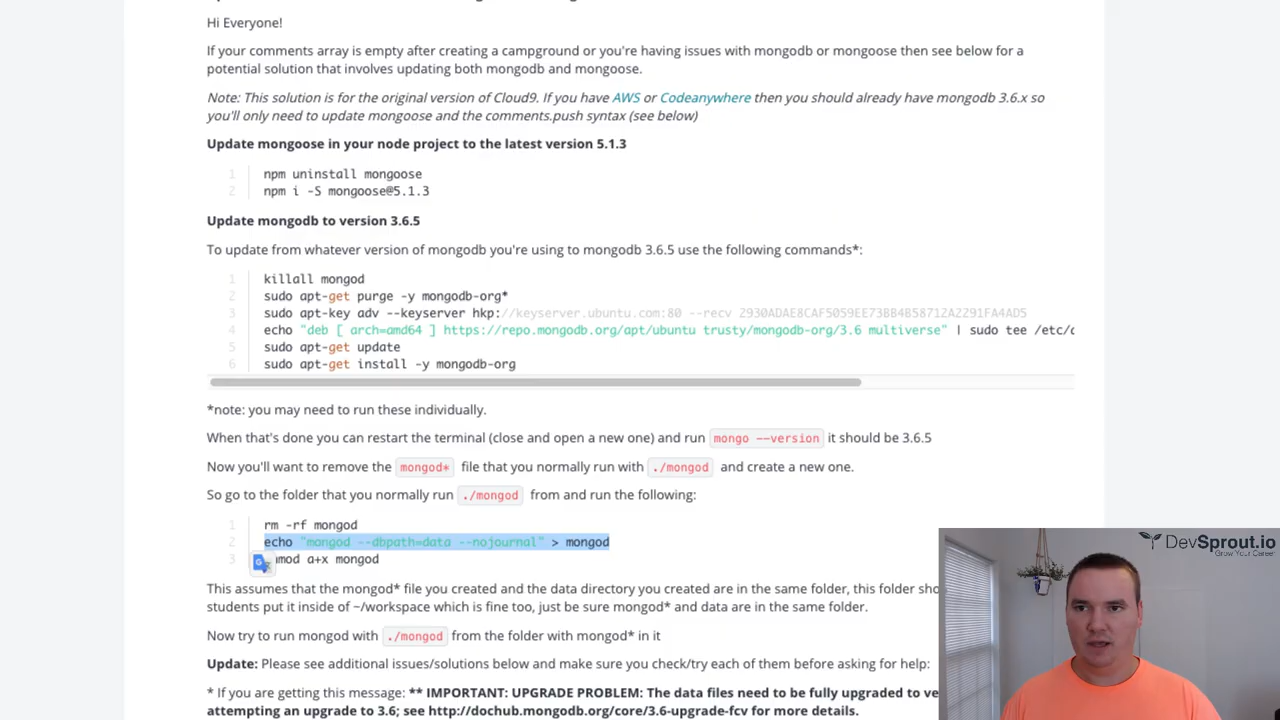 Hi Everyone!
If your comments array is empty after creating a campground or you're having issues with mongodb or mongoose then see below for a
potential solution that involves updating both mongodb and mongoose.
Note: This solution is for the original version of Cloud9. If you have AWS or Codeanywhere then you should already have mongodb 3.6.x so
you'll only need to update mongoose and the comments.push syntax (see below)
Update mongoose in your node project to the latest version 5.1.3
1 npm uninstall mongoose
2 npm i -S mongoose@5.1.3
Update mongodb to version 3.6.5
To update from whatever version of mongodb you're using to mongodb 3.6.5 use the following commands*:
1 killall mongod
2 sudo apt-get purge -y mongodb-org*
3 sudo apt-key adv --keyserver hkp://keyserver.ubuntu.com:80 --recv 2930ADAE8CAF5059EE73BB4B58712A2291FA4AD5
4 echo "deb [ arch=amd64 ] https://repo.mongodb.org/apt/ubuntu trusty/mongodb-org/3.6 multiverse" | sudo tee /etc/
5 sudo apt-get update
6 sudo apt-get install -y mongodb-org
*note: you may need to run these individually.
When that's done you can restart the terminal (close and open a new one) and run mongo --version it should be 3.6.5
Now you'll want to remove the mongod* file that you normally run with ./mongod and create a new one.
So go to the folder that you normally run ./mongod from and run the following:
1 rm -rf mongod
2 echo "mongod --dbpath=data --nojournal" > mongod
3 mod a+x mongod
This assumes that the mongod* file you created and the data directory you created are in the same folder, this folder sho
students put it inside of ~/workspace which is fine too, just be sure mongod* and data are in the same folder.
Now try to run mongod with ./mongod from the folder with mongod* in it
Update: Please see additional issues/solutions below and make sure you check/try each of them before asking for help:
* If you are getting this message: ** IMPORTANT: UPGRADE PROBLEM: The data files need to be fully upgraded to ve
attempting an upgrade to 3.6; see http://dochub.mongodb.org/core/3.6-upgrade-fcv for more details.
DevSprout.io
Grow Your Career